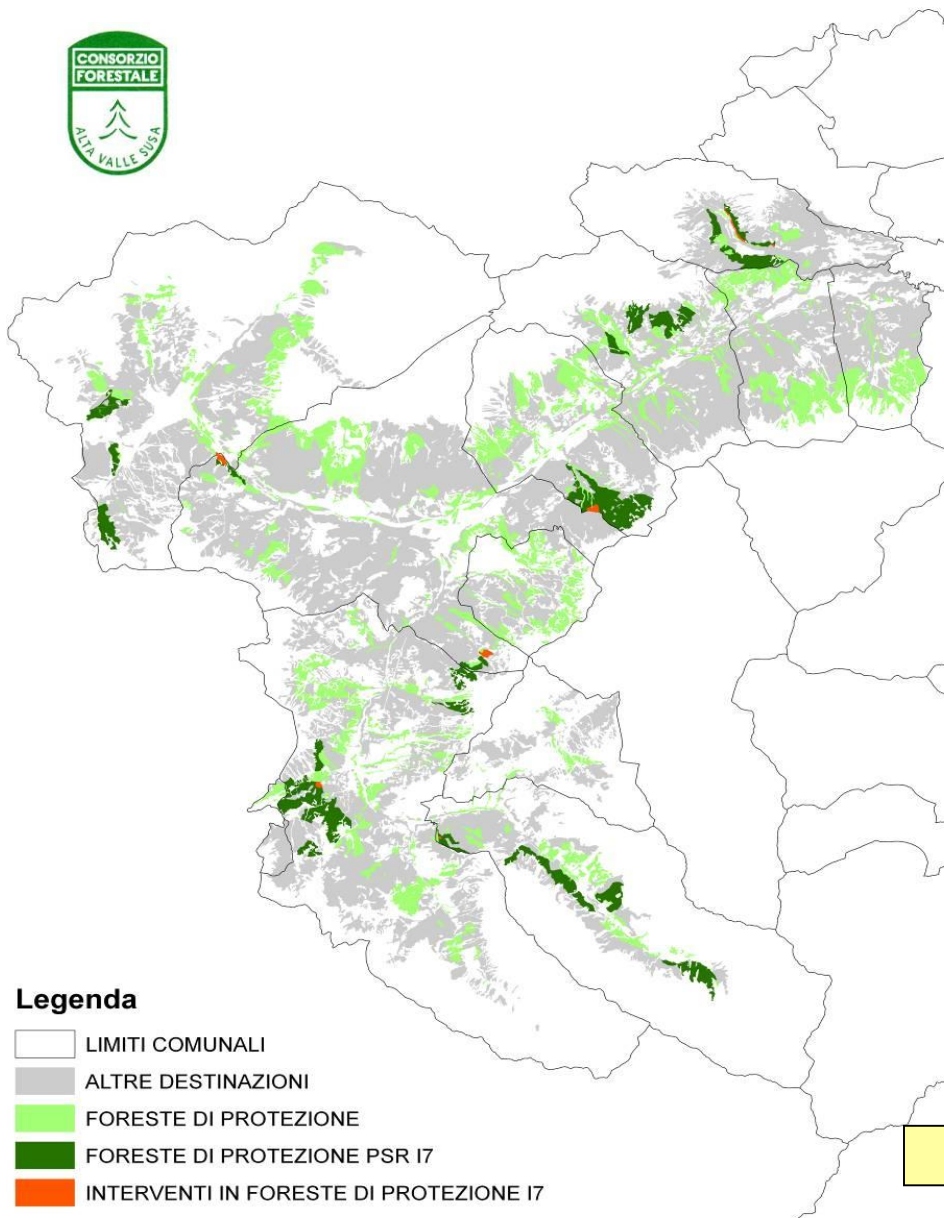 CONSORZIO
FORESTALE
ALTA VALLE SUSA
Legenda
LIMITI COMUNALI
ALTRE DESTINAZIONI
FORESTE DI PROTEZIONE
FORESTE DI PROTEZIONE PSR I7
INTERVENTI IN FORESTE DI PROTEZIONE I7